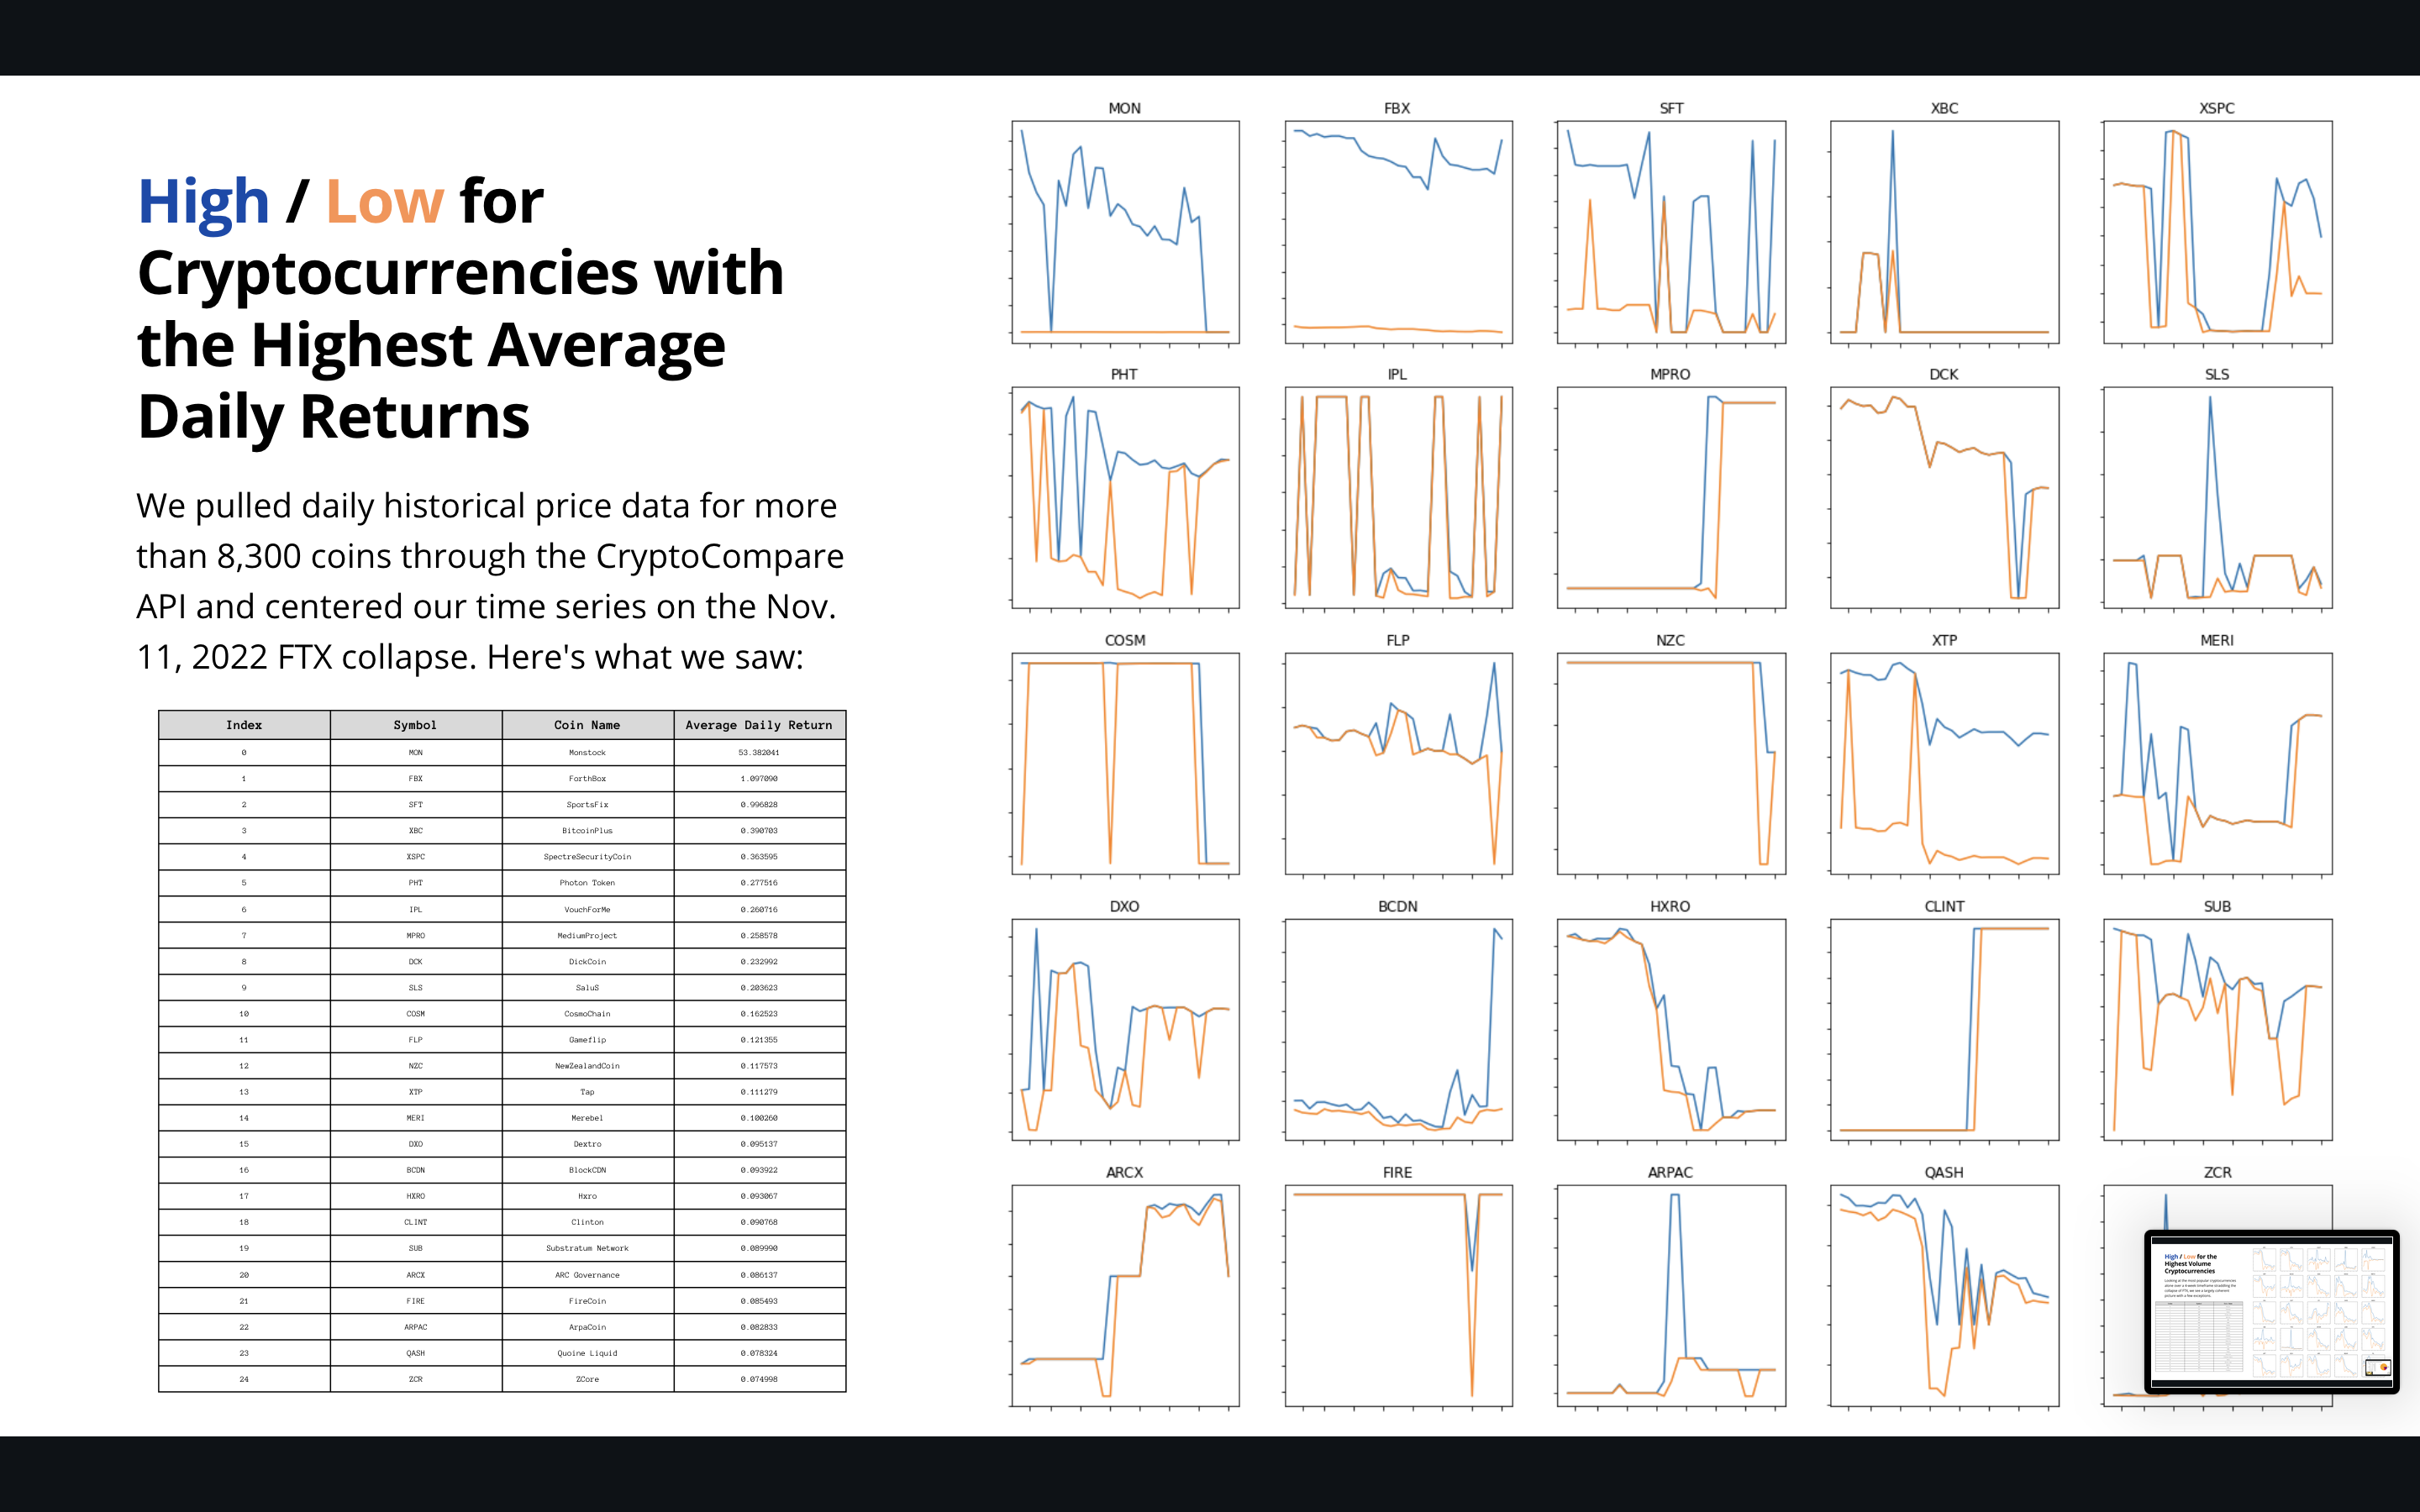 High / Low for
Cryptocurrencies with
the Highest Average
Daily Returns
We pulled daily historical price data for more
than 8,300 coins through the CryptoCompare
API and centered our time series on the Nov.
11, 2022 FTX collapse. Here's what we saw:
Index Symbol Coin Name Average Daily Return
0 MON Monstock 53.382041
1 FBX ForthBox 1.097090
2 SFT SportsFix 0.996828
3 XBC BitcoinPlus 0.390703
4 XSPC SpectreSecurityCoin 0.363595
5 PHT Photon Token 0.277516
6 IPL VouchForMe 0.260716
7 MPRO MediumProject 0.258578
8 DCK DickCoin 0.232992
9 SLS SaluS 0.203623
10 COSM CosmoChain 0.162523
11 FLP Gameflip 0.121355
12 NZC NewZealandCoin 0.117573
13 XTP Tap 0.111279
14 MERI Merebel 0.100260
15 DXO Dextro 0.095137
16 BCDN BlockCDN 0.093922
17 HXRO Hxro 0.093067
18 CLINT Clinton 0.090768
19 SUB Substratum Network 0.089990
20 ARCX ARC Governance 0.086137
21 FIRE FireCoin 0.085493
22 ARPAC ArpaCoin 0.082833
23 QASH Quoine Liquid 0.078324
24 ZCR ZCore 0.074998
MON FBX SFT XBC XSPC
PHT IPL MPRO DCK SLS
COSM FLP NZC XTP MERI
DXO BCDN HXRO CLINT SUB
ARCX FIRE ARPAC QASH ZCR
High / Low for the
Highest Volume
Cryptocurrencies